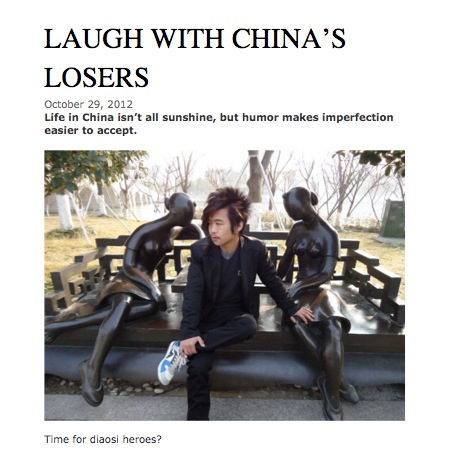 LAUGH WITH CHINA’S
LOSERS
October 29, 2012
Life in China isn’t all sunshine, but humor makes imperfection
easier to accept.
Time for diaosi heroes?